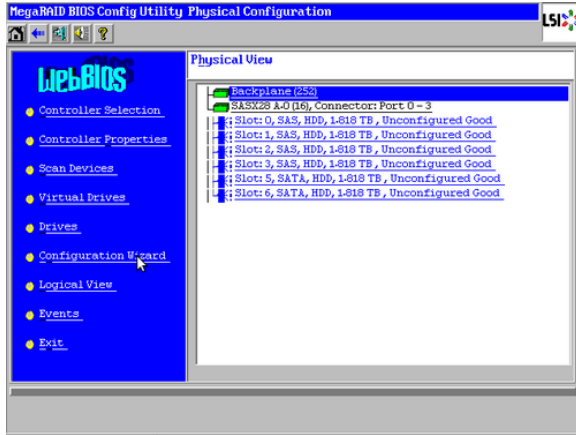 MegaRAID BIOS Config Utility Physical Configuration
LSI
WebBIOS
Controller Selection
Controller Properties
Scan Devices
Virtual Drives
Drives
Configuration Wizard
Logical View
Events
Exit
Physical View
Backplane (252)
SASX28 A.0 (16), Connector: Port 0 - 3
Slot: 0, SAS, HDD, 1.818 TB , Unconfigured Good
Slot: 1, SAS, HDD, 1.818 TB , Unconfigured Good
Slot: 2, SAS, HDD, 1.818 TB , Unconfigured Good
Slot: 3, SAS, HDD, 1.818 TB , Unconfigured Good
Slot: 5, SATA, HDD, 1.818 TB , Unconfigured Good
Slot: 6, SATA, HDD, 1.818 TB , Unconfigured Good